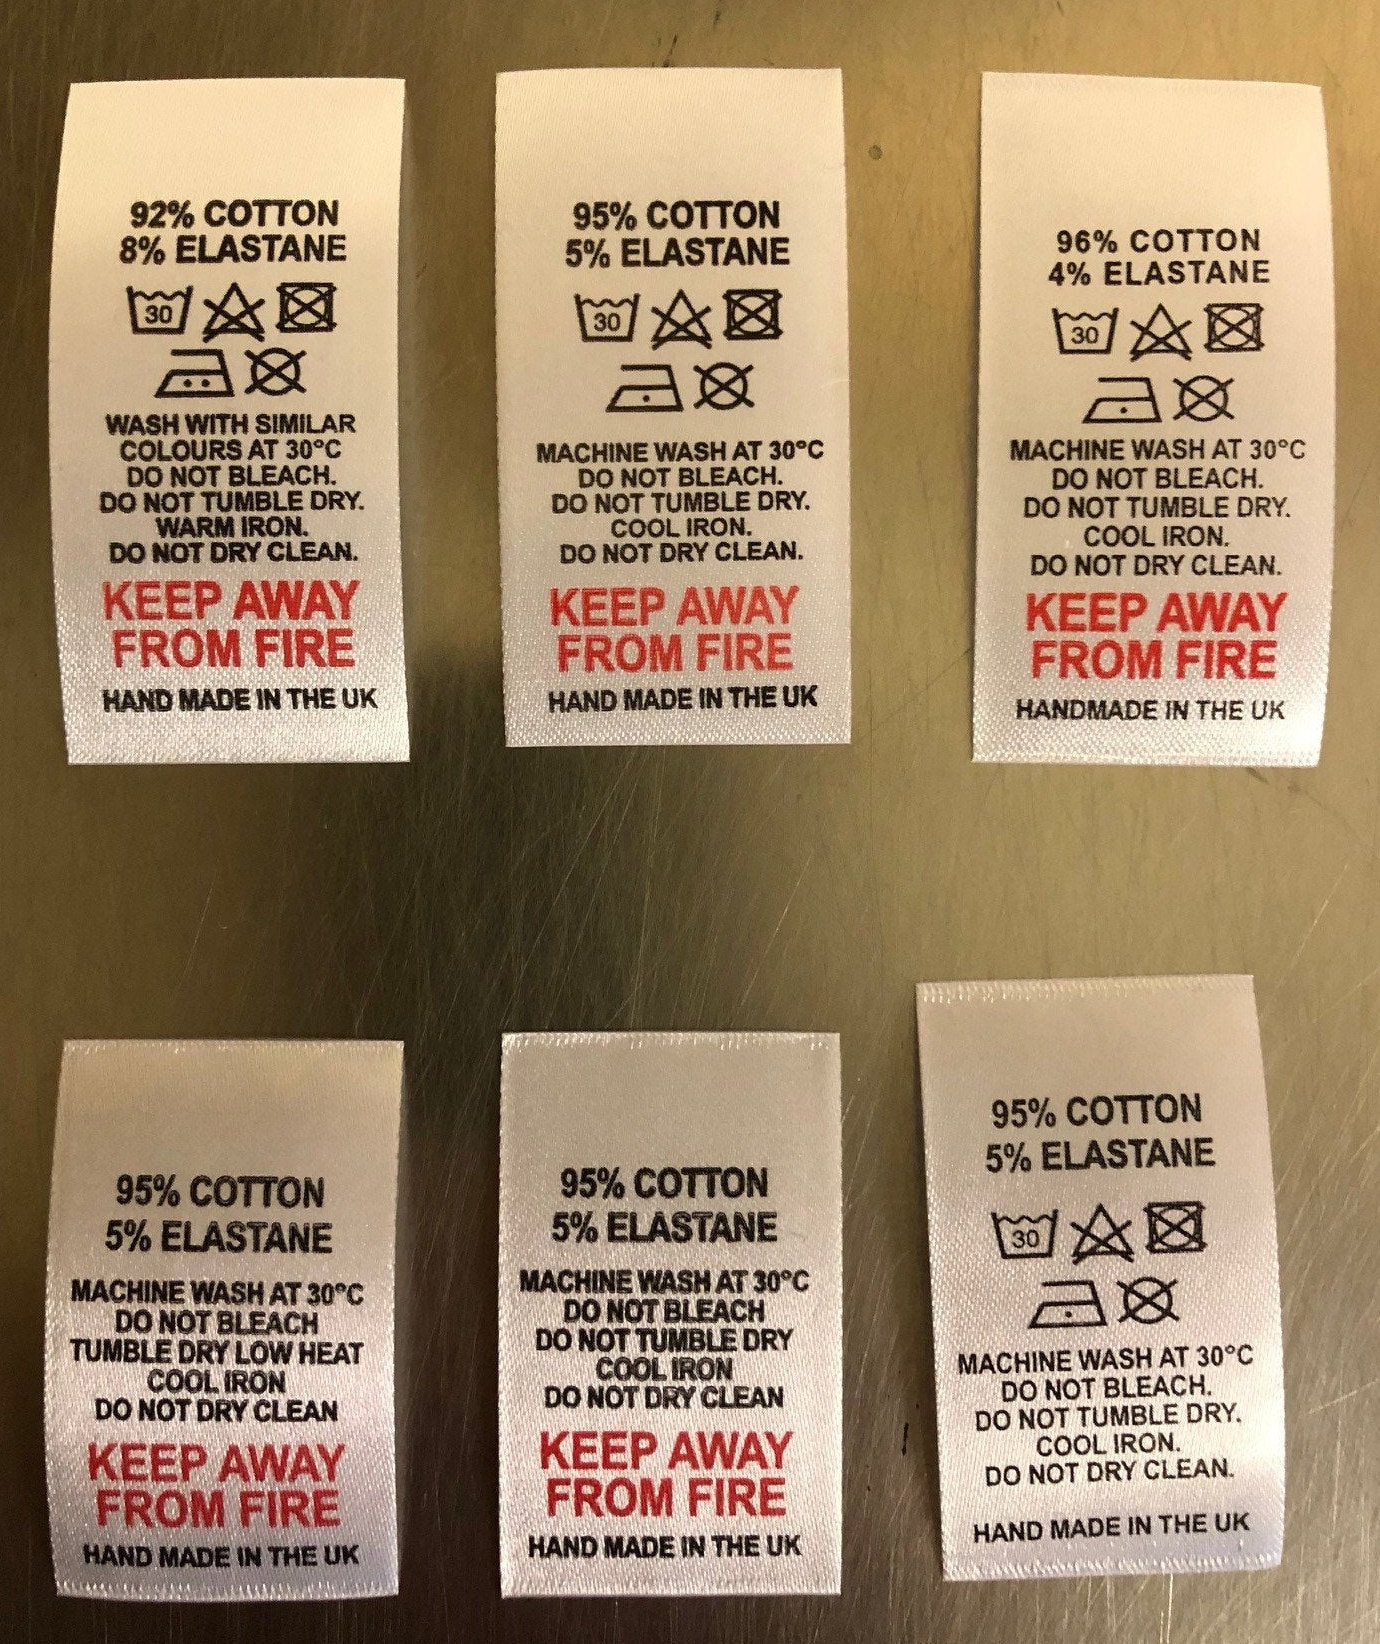 92% COTTON
8% ELASTANE
30
WASH WITH SIMILAR
COLOURS AT 30°C
DO NOT BLEACH.
DO NOT TUMBLE DRY.
WARM IRON.
DO NOT DRY CLEAN.
KEEP AWAY
FROM FIRE
HAND MADE IN THE UK
95% COTTON
5% ELASTANE
30
MACHINE WASH AT 30°C
DO NOT BLEACH.
DO NOT TUMBLE DRY.
COOL IRON.
DO NOT DRY CLEAN.
KEEP AWAY
FROM FIRE
HAND MADE IN THE UK
96% COTTON
4% ELASTANE
30
MACHINE WASH AT 30°C
DO NOT BLEACH.
DO NOT TUMBLE DRY.
COOL IRON.
DO NOT DRY CLEAN.
KEEP AWAY
FROM FIRE
HANDMADE IN THE UK
95% COTTON
5% ELASTANE
MACHINE WASH AT 30°C
DO NOT BLEACH
TUMBLE DRY LOW HEAT
COOL IRON
DO NOT DRY CLEAN
KEEP AWAY
FROM FIRE
HAND MADE IN THE UK
95% COTTON
5% ELASTANE
MACHINE WASH AT 30°C
DO NOT BLEACH
DO NOT TUMBLE DRY
COOL IRON
DO NOT DRY CLEAN
KEEP AWAY
FROM FIRE
HAND MADE IN THE UK
95% COTTON
5% ELASTANE
30
MACHINE WASH AT 30°C
DO NOT BLEACH.
DO NOT TUMBLE DRY.
COOL IRON.
DO NOT DRY CLEAN.
HAND MADE IN THE UK